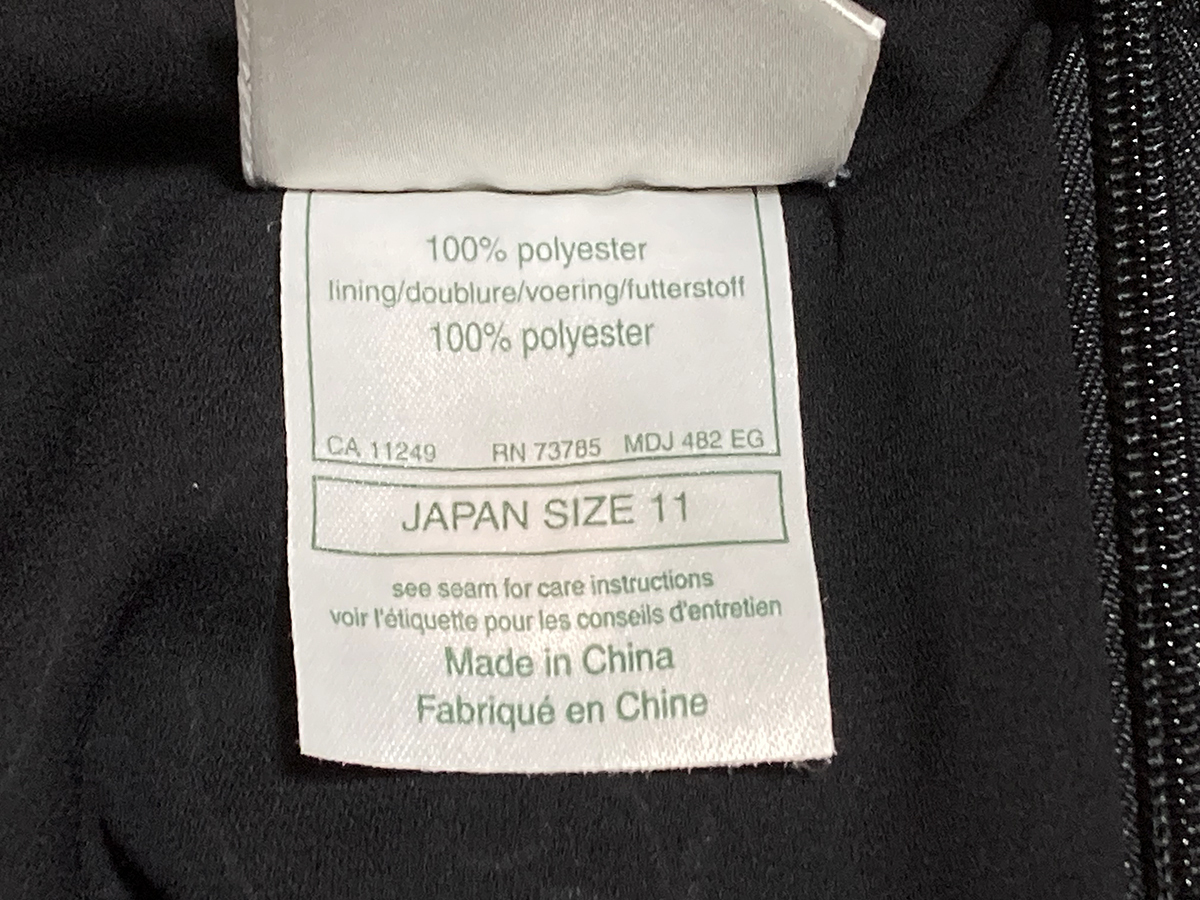 100% polyester
lining/doublure/voering/futterstoff
100% polyester
CA 11249 RN 73785 MDJ 482 EG
JAPAN SIZE 11
see seam for care instructions
voir l'étiquette pour les conseils d'entretien
Made in China
Fabriqué en Chine